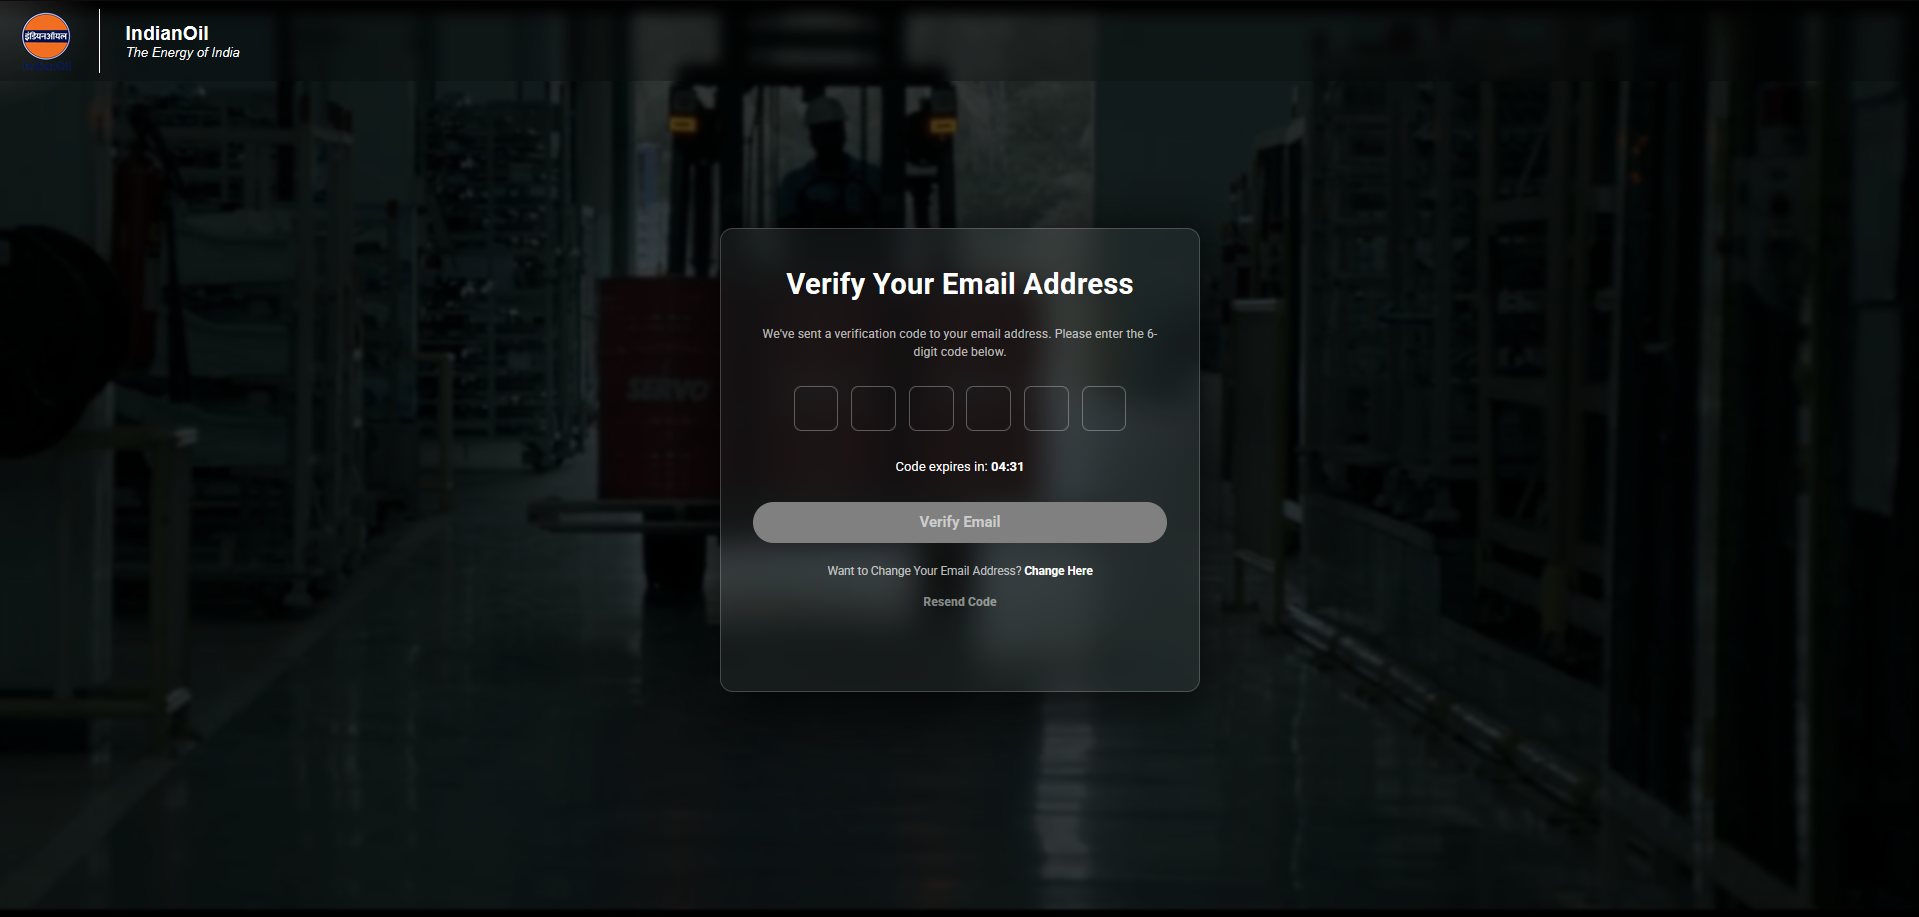 इंडियनऑयल
IndianOil
IndianOil
The Energy of India
Verify Your Email Address
We've sent a verification code to your email address. Please enter the 6-
digit code below.
SERVO
Code expires in: 04:31
Verify Email
Want to Change Your Email Address? Change Here
Resend Code